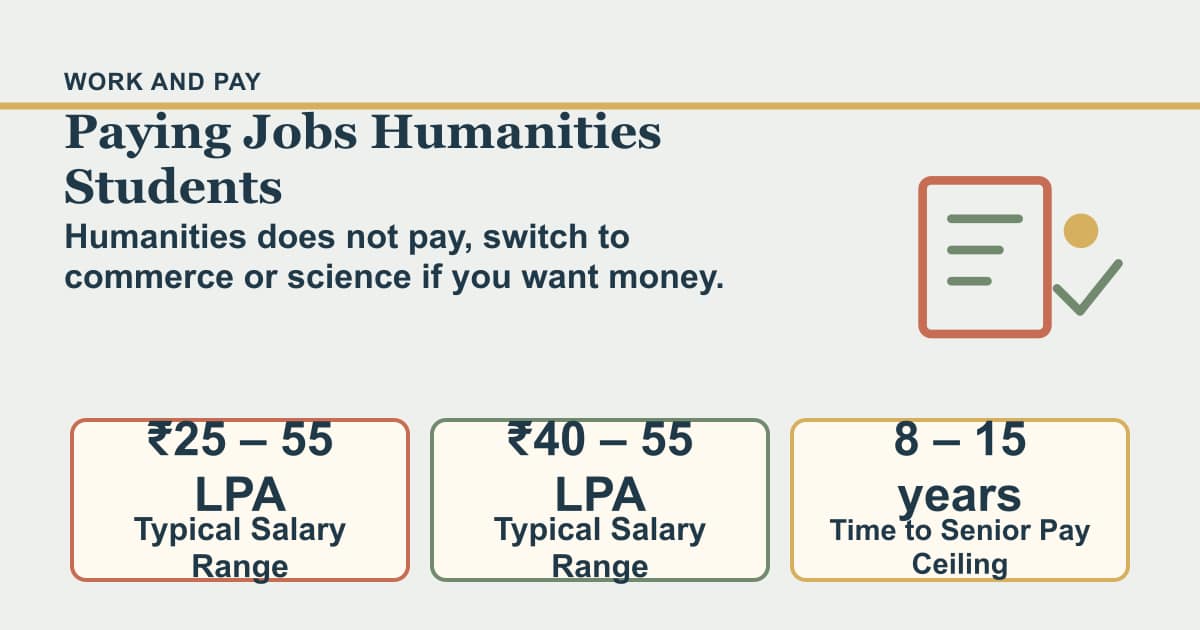 WORK AND PAY
Paying Jobs Humanities
Students
Humanities does not pay, switch to
commerce or science if you want money.
₹25 – 55
LPA
Typical Salary
Range
₹40 – 55
LPA
Typical Salary
Range
8 – 15
years
Time to Senior Pay
Ceiling